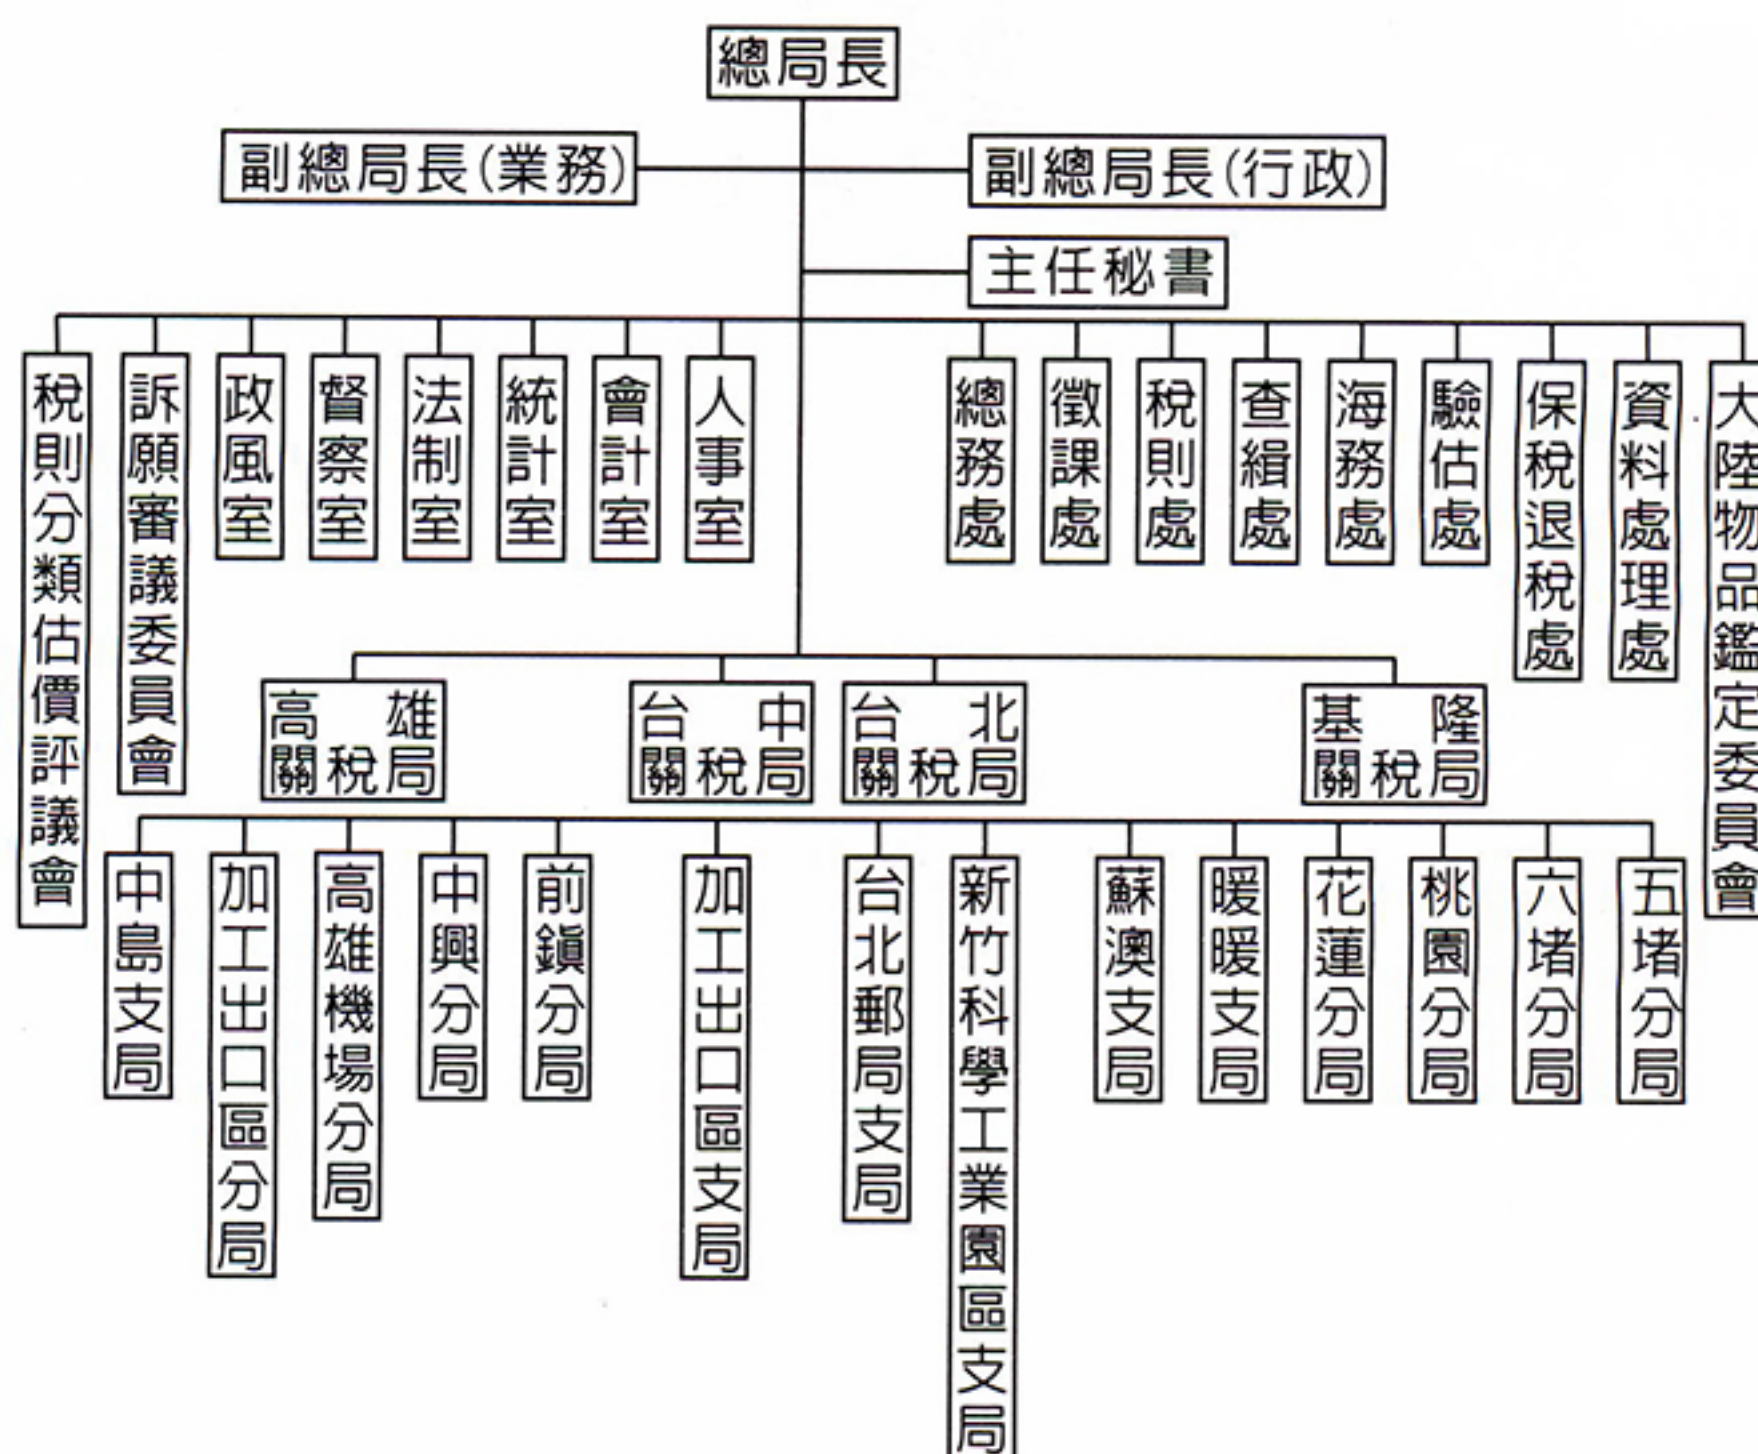 總局長
副總局長(業務)
副總局長(行政)
主任秘書
稅則分類估價評議會
訴願審議委員會
政風室
督察室
法制室
統計室
會計室
人事室
總務處
徵課處
稅則處
查緝處
海務處
驗估處
保稅退稅處
資料處理處
大陸物品鑑定委員會
高雄
關稅局
台中
關稅局
台北
關稅局
基隆
關稅局
中島支局
加工出口區分局
高雄機場分局
中興分局
前鎮分局
加工出口區支局
台北郵局支局
新竹科學工業園區支局
蘇澳支局
暖暖支局
花蓮分局
桃園分局
六堵分局
五堵分局